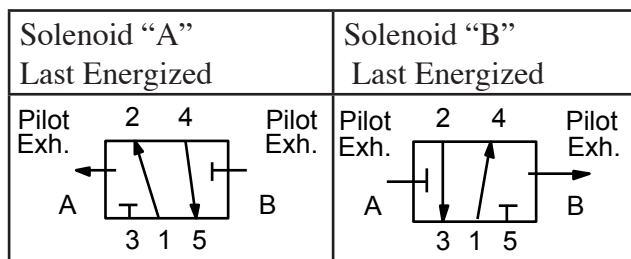 Solenoid “A”
Last Energized
Solenoid “B”
Last Energized
Pilot
Exh.
2 4
Pilot
Exh.
A
B
3 1 5
Pilot
Exh.
2 4
Pilot
Exh.
A
B
3 1 5